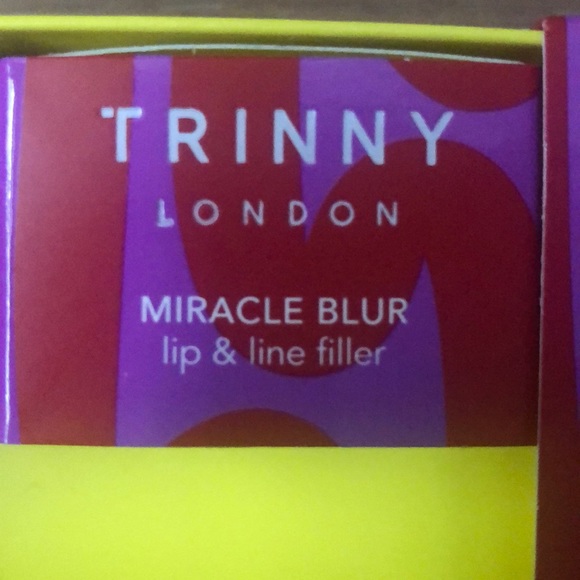 TRINNY
LONDON
MIRACLE BLUR
lip & line filler